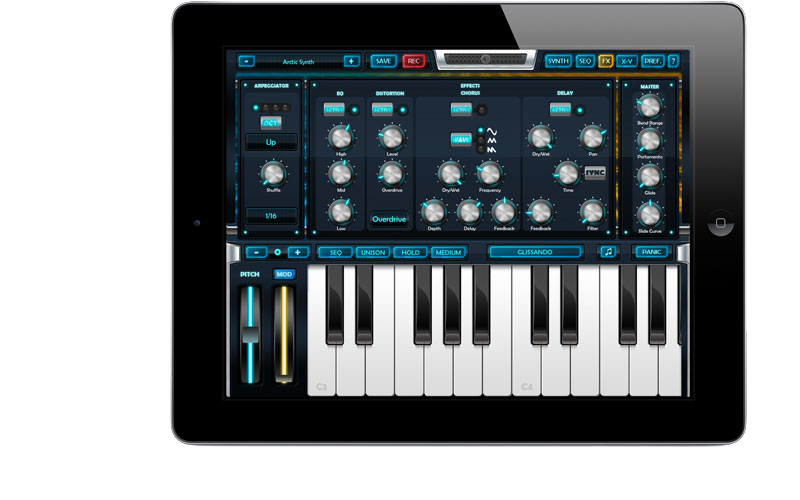 - Arctic Synth + SAVE REC SYNTH SEQ FX X-Y PREF. ?
ARPEGGIATOR EFFECTS MASTER
EQ DISTORTION CHORUS DELAY
ACTIVE ACTIVE ACTIVE ACTIVE
OCT. WAVE
Up
High Level Dry/Wet Pan Bend Range
Portamento
SYNC
Shuffle Mid Overdrive Dry/Wet Frequency Time Glide
1/16 Overdrive
Low Depth Delay Feedback Feedback Filter Slide Curve
- + SEQ UNISON HOLD MEDIUM GLISSANDO PANIC
PITCH MOD
C3 C4